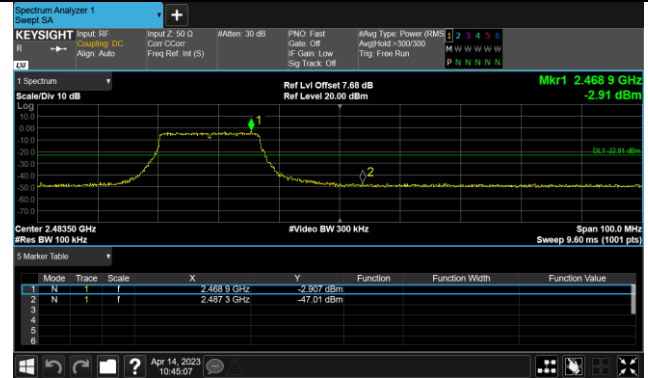 Spectrum Analyzer 1
Swept SA
+
KEYSIGHT Input: RF Input Z: 50 Ω #Atten: 30 dB PNO: Fast #Avg Type: Power (RMS 1 2 3 4 5 6
R Coupling: DC Corr CCorr Gate: Off Avg|Hold >300/300 M W W W W W
Align: Auto Freq Ref: Int (S) IF Gain: Low Trig: Free Run
LXI Sig Track: Off P N N N N N
1 Spectrum Ref Lvl Offset 7.68 dB Mkr1 2.468 9 GHz
Scale/Div 10 dB Ref Level 20.00 dBm -2.91 dBm
Log
10.0
0.00
-10.0
-20.0
-30.0
-40.0
-50.0
-60.0
-70.0
1
DL1 -22.91 dBm
2
Center 2.48350 GHz #Video BW 300 kHz Span 100.0 MHz
#Res BW 100 kHz Sweep 9.60 ms (1001 pts)
5 Marker Table
Mode Trace Scale X Y Function Function Width Function Value
1 N 1 f 2.468 9 GHz -2.907 dBm
2 N 1 f 2.487 3 GHz -47.01 dBm
3
4
5
6
? Apr 14, 2023
10:45:07